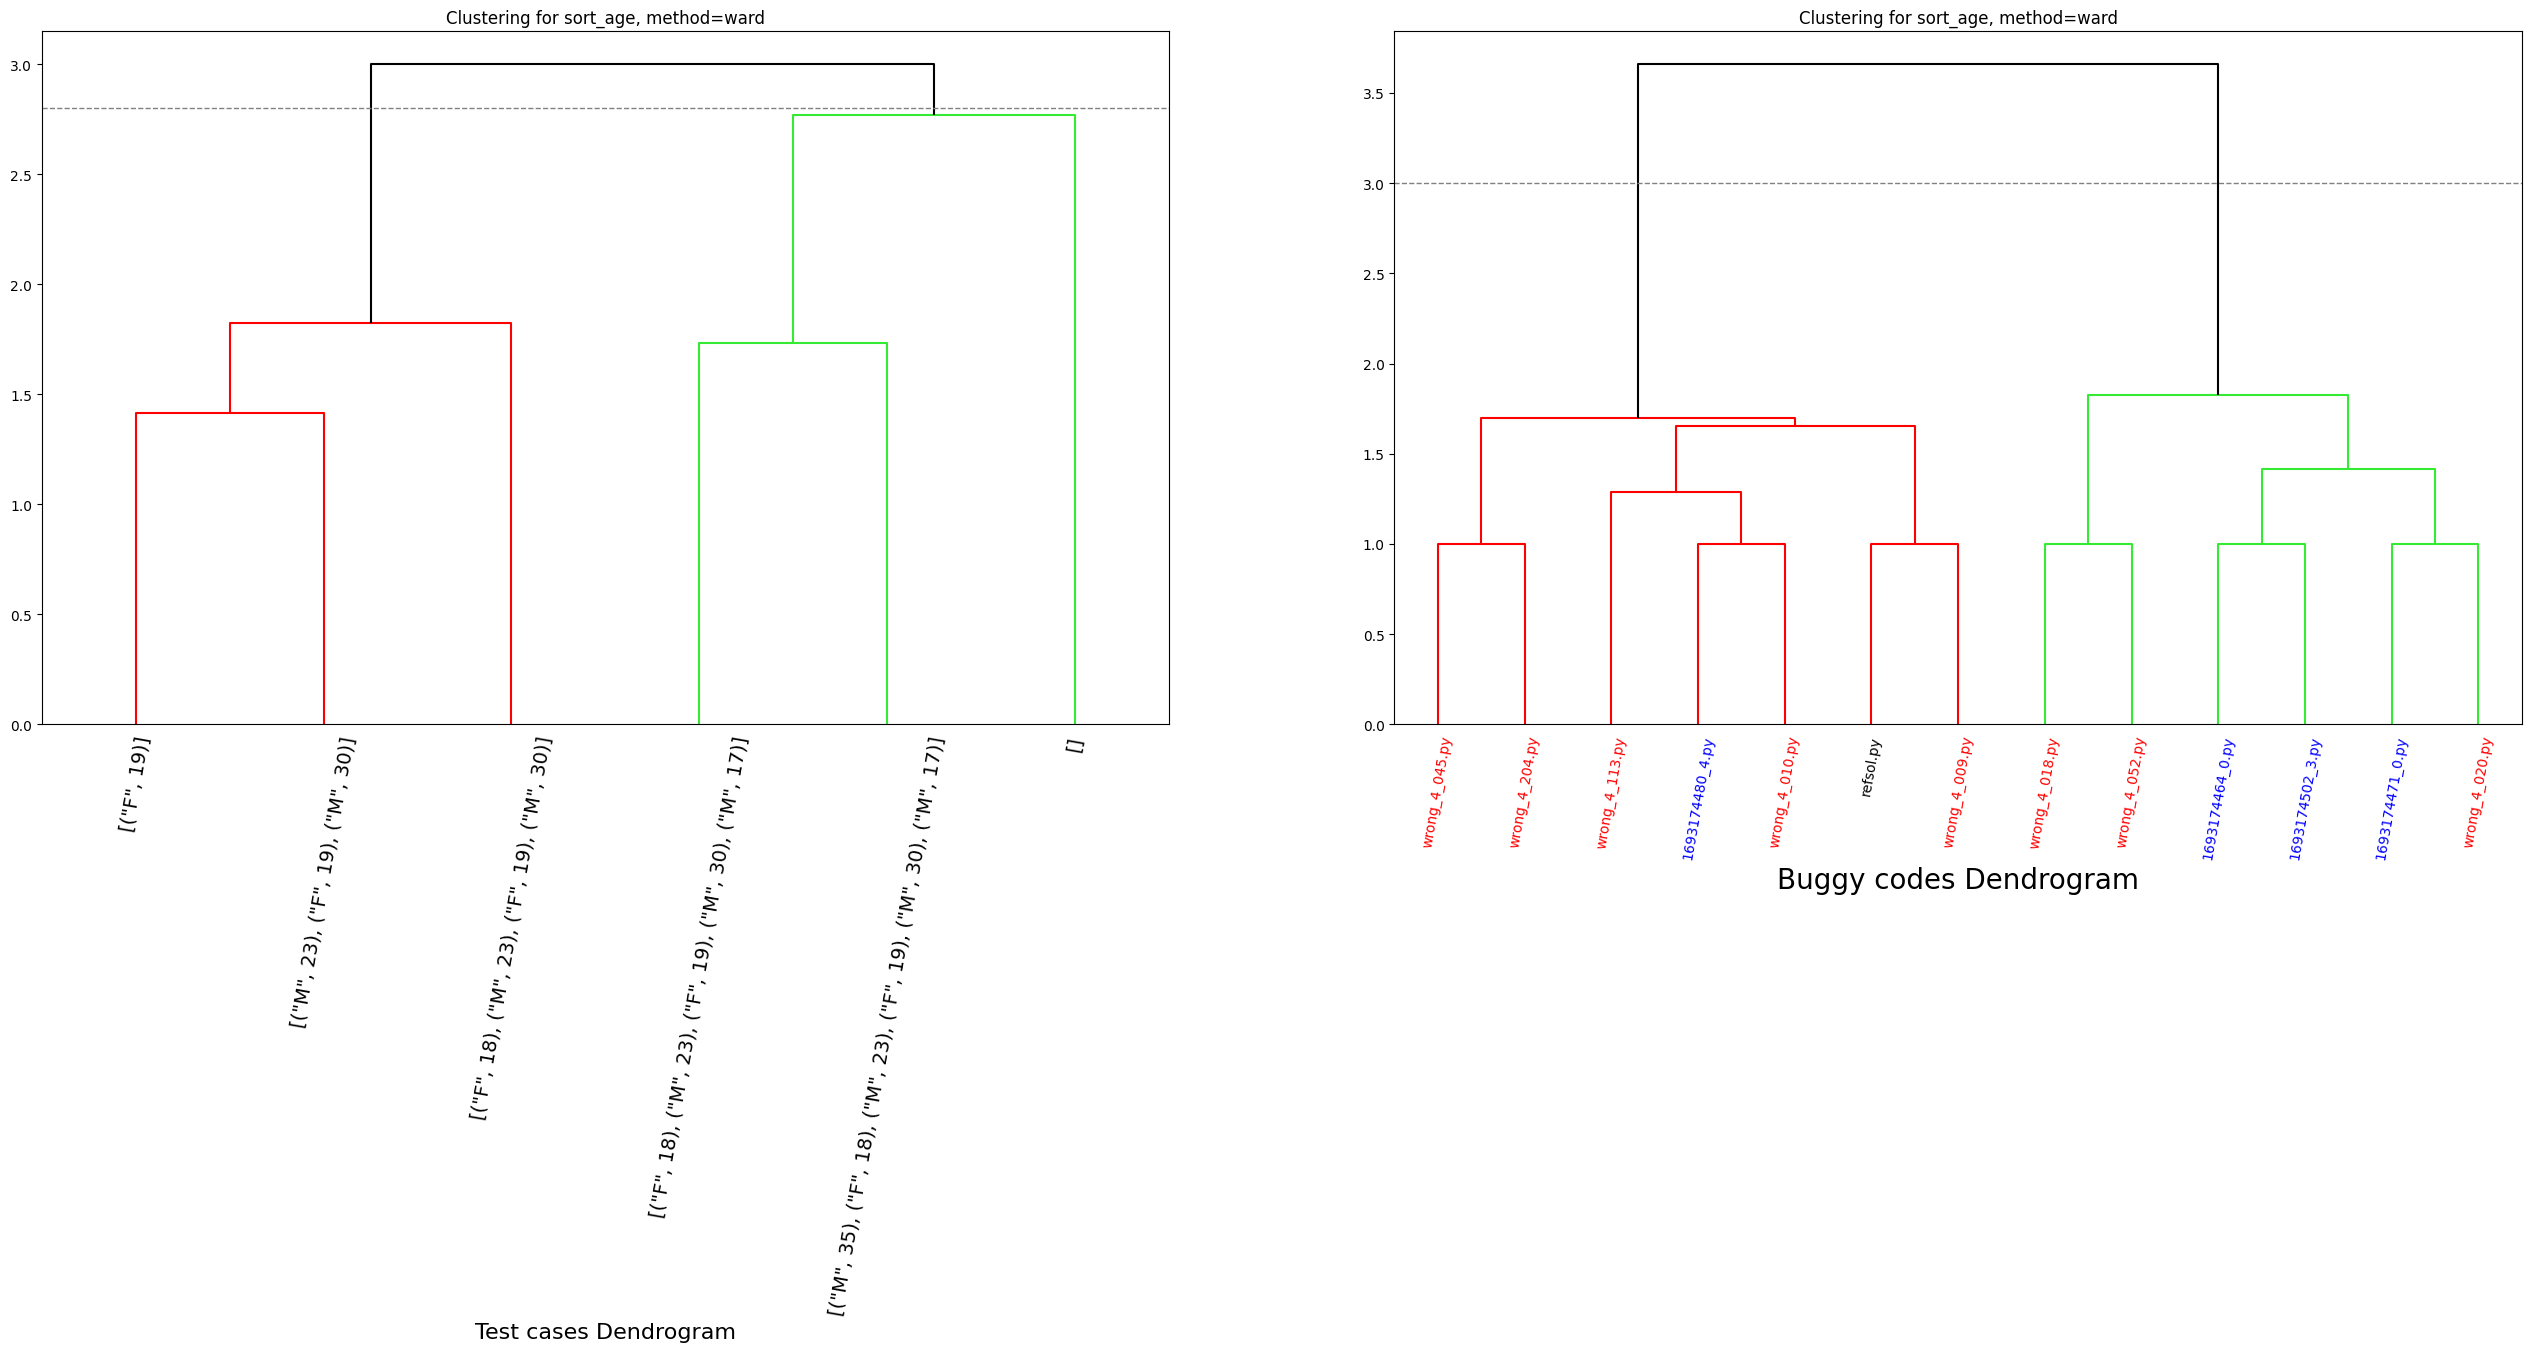 Clustering for sort_age, method=ward
3.0
2.5
2.0
1.5
1.0
0.5
0.0
[("F", 19)]
[("M", 23), ("F", 19), ("M", 30)]
[("F", 18), ("M", 23), ("F", 19), ("M", 30)]
[("F", 18), ("M", 23), ("F", 19), ("M", 30), ("M", 17)]
[("M", 35), ("F", 18), ("M", 23), ("F", 19), ("M", 30), ("M", 17)]
[]
Test cases Dendrogram
Clustering for sort_age, method=ward
3.5
3.0
2.5
2.0
1.5
1.0
0.5
0.0
wrong_4_045.py
wrong_4_204.py
wrong_4_113.py
1693174480_4.py
wrong_4_010.py
refsol.py
wrong_4_009.py
wrong_4_018.py
wrong_4_052.py
1693174464_0.py
1693174502_3.py
1693174471_0.py
wrong_4_020.py
Buggy codes Dendrogram